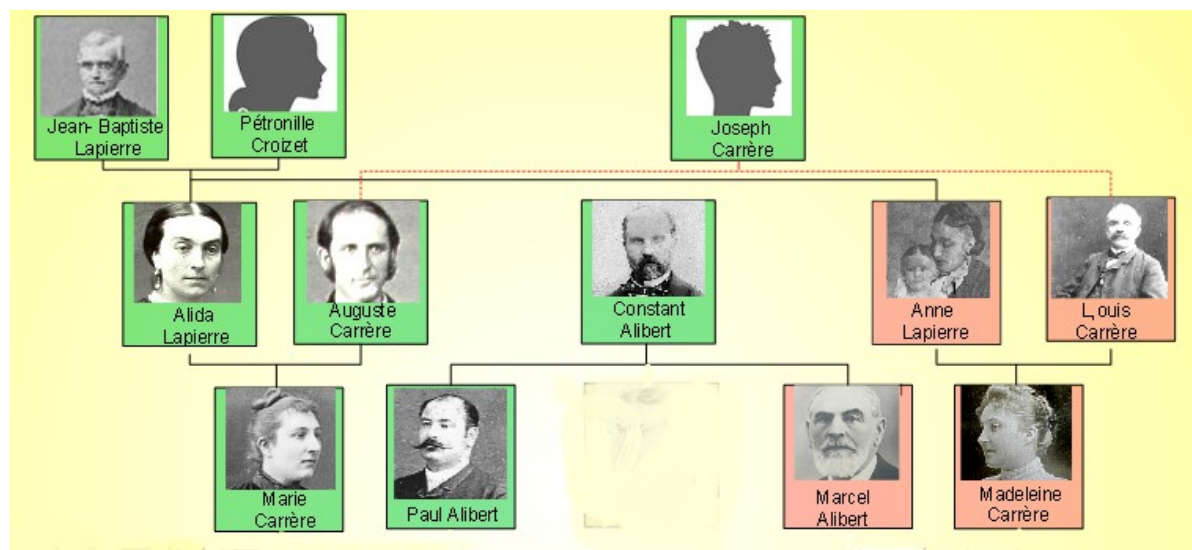 Jean- Baptiste
Lapierre
Pétronille
Croizet
Joseph
Carrère
Alida
Lapierre
Auguste
Carrère
Constant
Alibert
Anne
Lapierre
Louis
Carrère
Marie
Carrère
Paul Alibert
Marcel
Alibert
Madeleine
Carrère